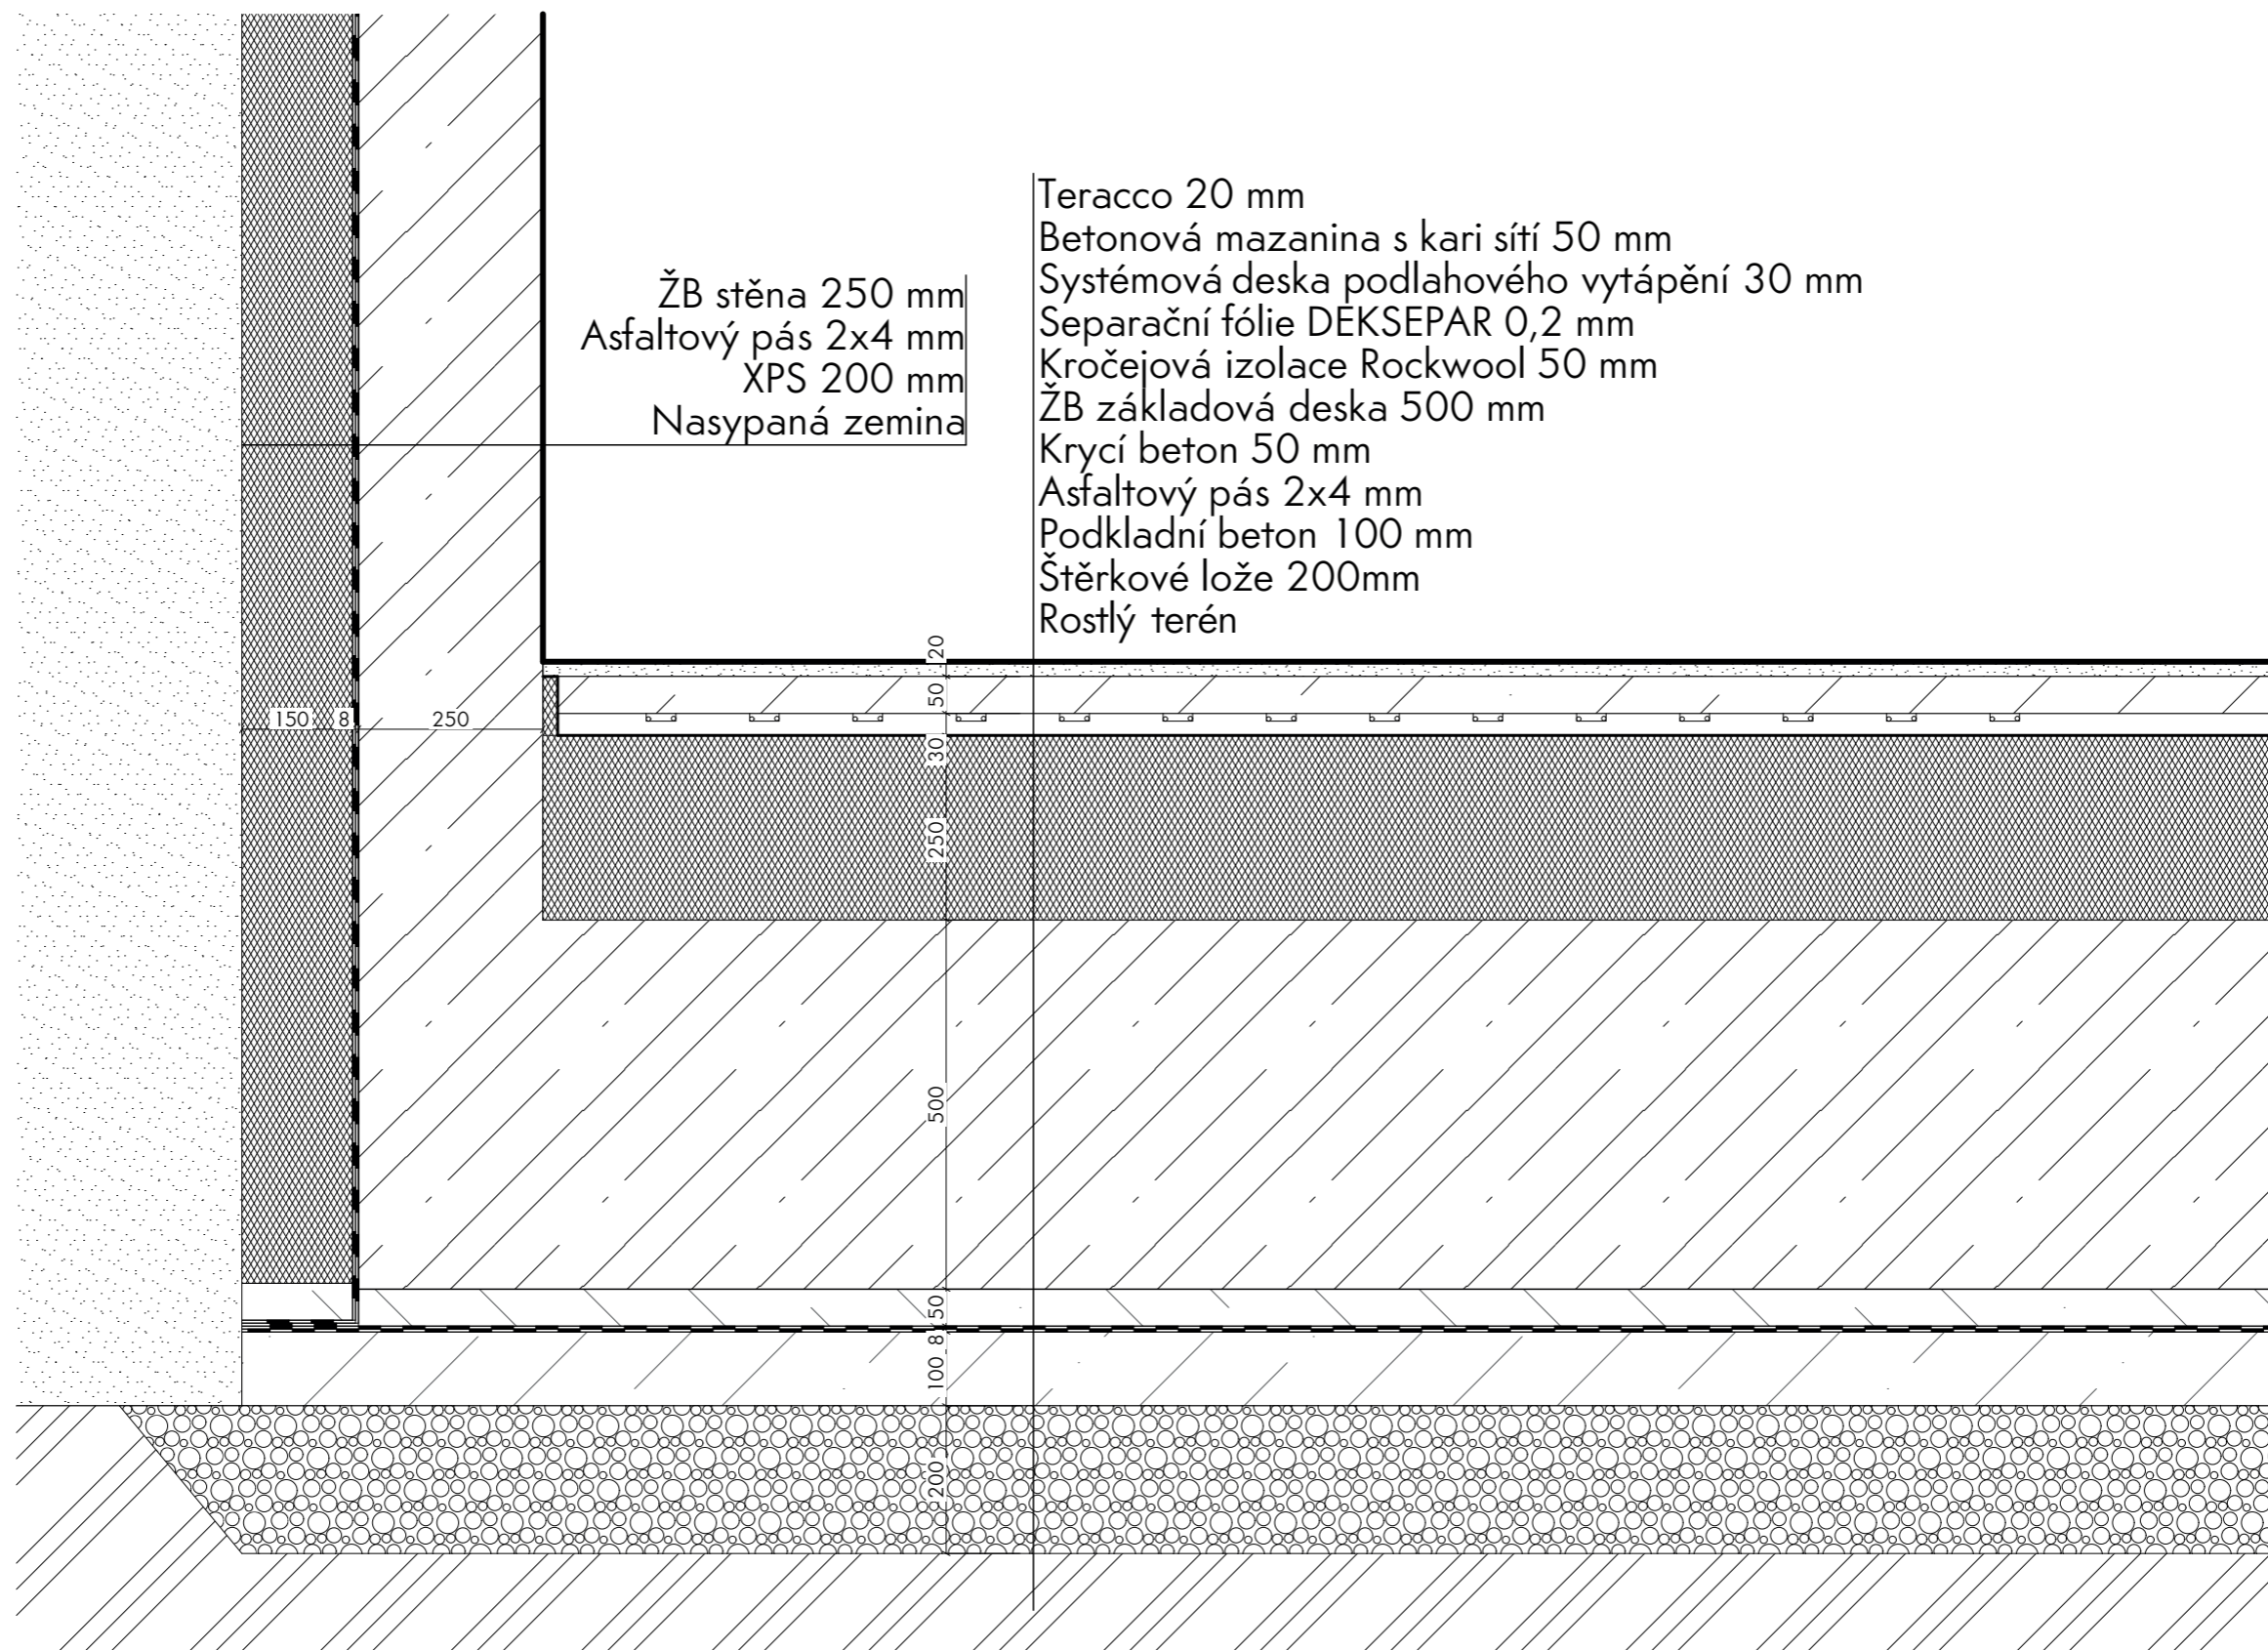 Teracco 20 mm
Betonová mazanina s kari sítí 50 mm
Systémová deska podlahového vytápění 30 mm
Separační fólie DEKSEPAR 0,2 mm
Kročejová izolace Rockwool 50 mm
ŽB základová deska 500 mm
Krycí beton 50 mm
Asfaltový pás 2x4 mm
Podkladní beton 100 mm
Štěrkové lože 200mm
Rostlý terén
ŽB stěna 250 mm
Asfaltový pás 2x4 mm
XPS 200 mm
Nasypaná zemina
150 8 250
20
50
30
250
500
50
8
100
200